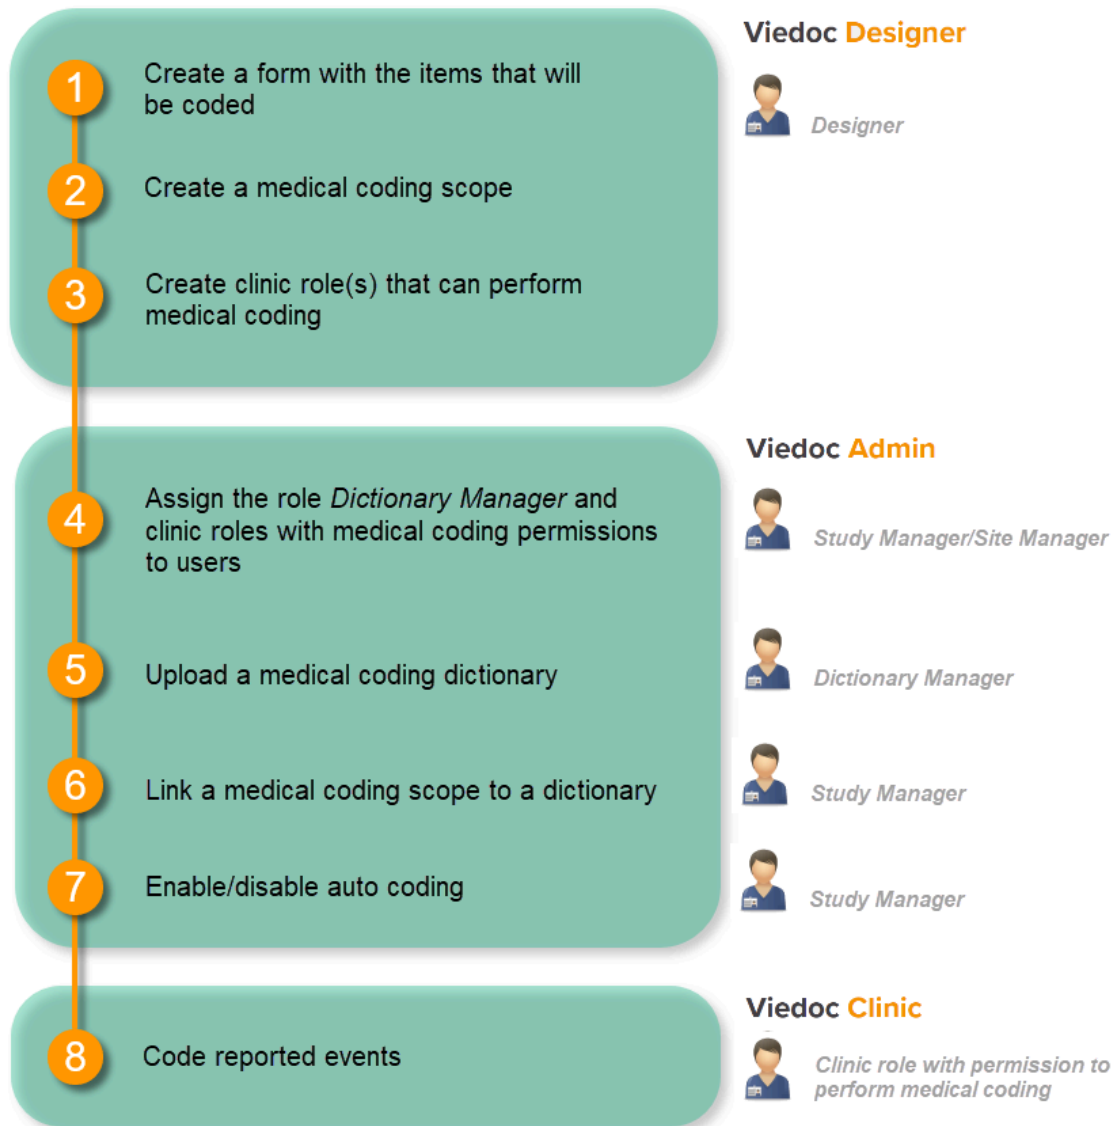 Viedoc Designer
1
Create a form with the items that will
be coded
Designer
2
Create a medical coding scope
3
Create clinic role(s) that can perform
medical coding
Viedoc Admin
4
Assign the role Dictionary Manager and
clinic roles with medical coding permissions
to users
Study Manager/Site Manager
5
Upload a medical coding dictionary
Dictionary Manager
6
Link a medical coding scope to a dictionary
Study Manager
7
Enable/disable auto coding
Study Manager
Viedoc Clinic
8
Code reported events
Clinic role with permission to
perform medical coding